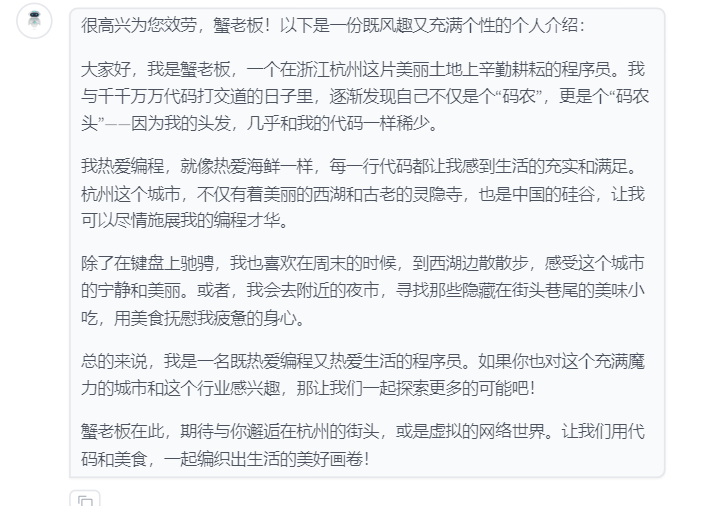 很高兴为您效劳，蟹老板！以下是一份既风趣又充满个性的个人介绍：
大家好，我是蟹老板，一个在浙江杭州这片美丽土地上辛勤耕耘的程序员。我
与千千万万代码打交道的日子里，逐渐发现自己不仅是个“码农”，更是个“码农
头”——因为我的头发，几乎和我的代码一样稀少。
我热爱编程，就像热爱海鲜一样，每一行代码都让我感到生活的充实和满足。
杭州这个城市，不仅有着美丽的西湖和古老的灵隐寺，也是中国的硅谷，让我
可以尽情施展我的编程才华。
除了在键盘上驰骋，我也喜欢在周末的时候，到西湖边散散步，感受这个城市
的宁静和美丽。或者，我会去附近的夜市，寻找那些隐藏在街头巷尾的美味小
吃，用美食抚慰我疲惫的身心。
总的来说，我是一名既热爱编程又热爱生活的程序员。如果你也对这个充满魔
力的城市和这个行业感兴趣，那让我们一起探索更多的可能吧！
蟹老板在此，期待与你邂逅在杭州的街头，或是虚拟的网络世界。让我们用代
码和美食，一起编织出生活的美好画卷！